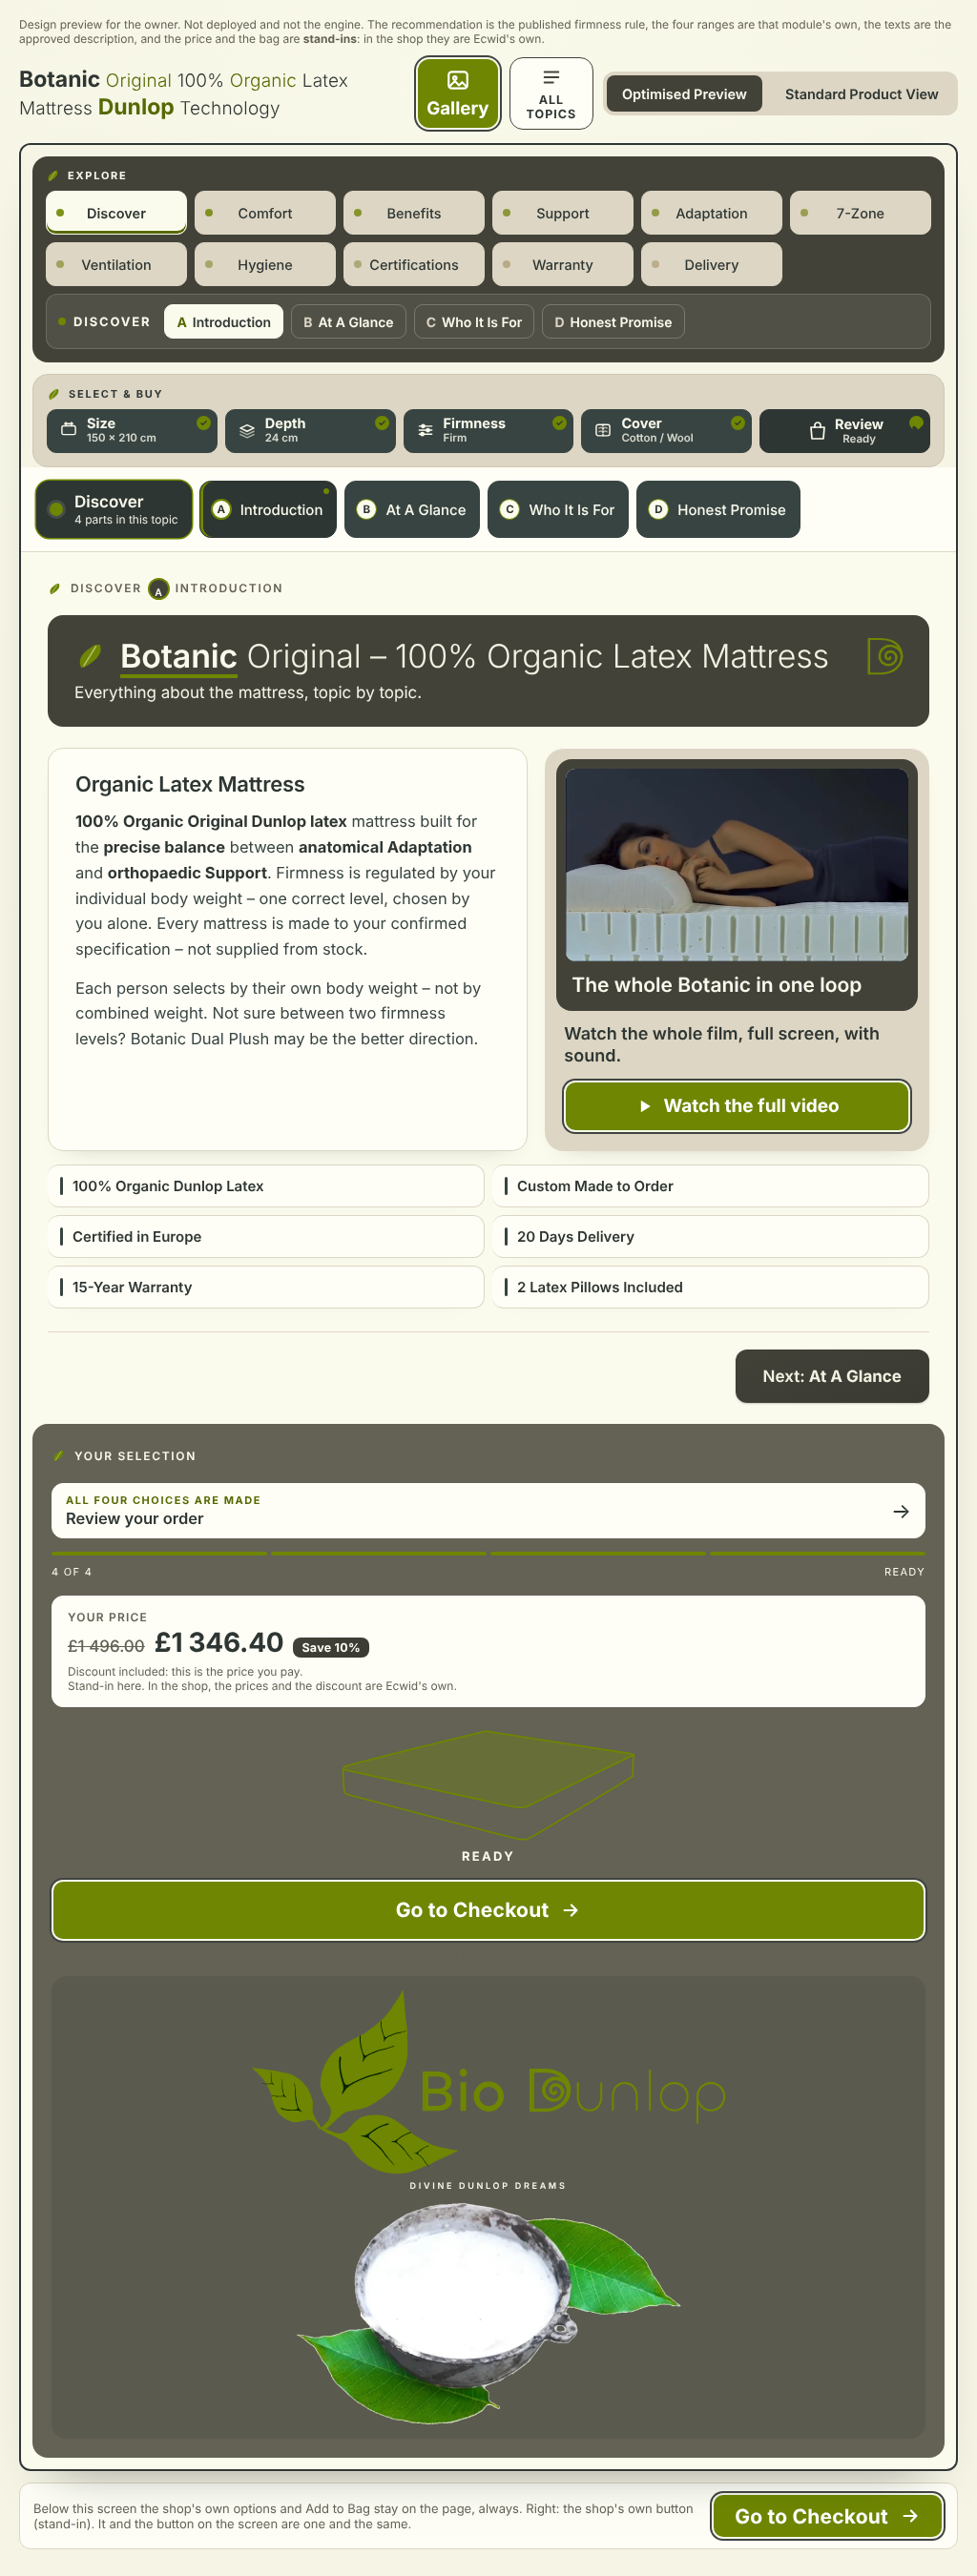 Design preview for the owner. Not deployed and not the engine. The recommendation is the published firmness rule, the four ranges are that module's own, the texts are the
approved description, and the price and the bag are stand-ins: in the shop they are Ecwid's own.
Botanic Original 100% Organic Latex
Mattress Dunlop Technology
Gallery
ALL
TOPICS
Optimised Preview
Standard Product View
EXPLORE
Discover
Comfort
Benefits
Support
Adaptation
7-Zone
Ventilation
Hygiene
Certifications
Warranty
Delivery
DISCOVER
A Introduction
B At A Glance
C Who It Is For
D Honest Promise
SELECT & BUY
Size
150 × 210 cm
Depth
24 cm
Firmness
Firm
Cover
Cotton / Wool
Review
Ready
Discover
4 parts in this topic
A Introduction
B At A Glance
C Who It Is For
D Honest Promise
DISCOVER A INTRODUCTION
Botanic Original – 100% Organic Latex Mattress
Everything about the mattress, topic by topic.
Organic Latex Mattress
100% Organic Original Dunlop latex mattress built for
the precise balance between anatomical Adaptation
and orthopaedic Support. Firmness is regulated by your
individual body weight – one correct level, chosen by
you alone. Every mattress is made to your confirmed
specification – not supplied from stock.
Each person selects by their own body weight – not by
combined weight. Not sure between two firmness
levels? Botanic Dual Plush may be the better direction.
The whole Botanic in one loop
Watch the whole film, full screen, with
sound.
Watch the full video
100% Organic Dunlop Latex
Custom Made to Order
Certified in Europe
20 Days Delivery
15-Year Warranty
2 Latex Pillows Included
Next: At A Glance
YOUR SELECTION
ALL FOUR CHOICES ARE MADE
Review your order
4 OF 4
READY
YOUR PRICE
£1 496.00 £1 346.40 Save 10%
Discount included: this is the price you pay.
Stand-in here. In the shop, the prices and the discount are Ecwid's own.
READY
Go to Checkout
Bio Dunlop
DIVINE DUNLOP DREAMS
Below this screen the shop's own options and Add to Bag stay on the page, always. Right: the shop's own button
(stand-in). It and the button on the screen are one and the same.
Go to Checkout